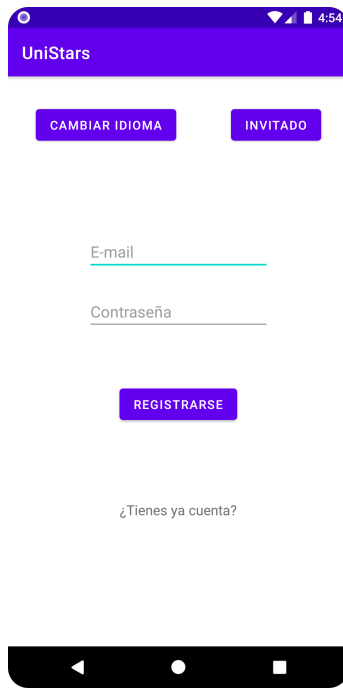 4:54
UniStars
CAMBIAR IDIOMA
INVITADO
E-mail
Contraseña
REGISTRARSE
¿Tienes ya cuenta?